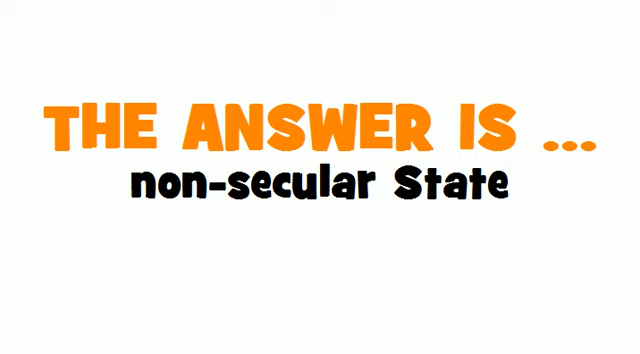 THE ANSWER IS ...
non-secular State